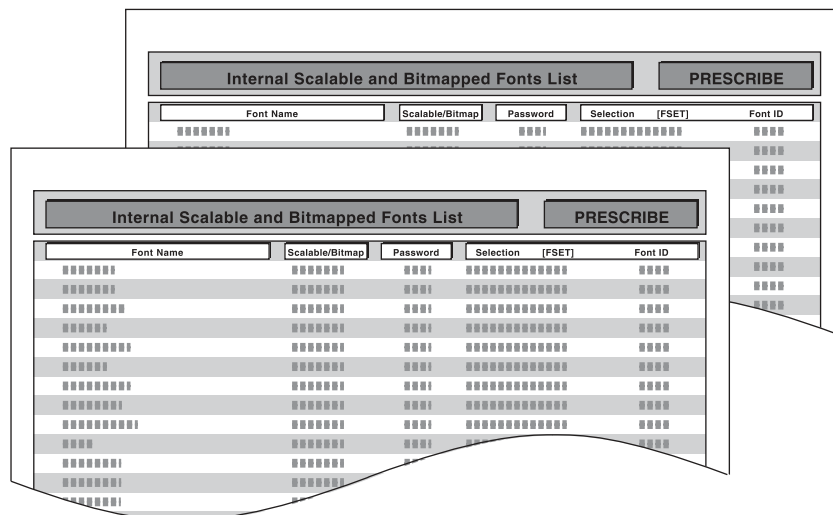 Internal Scalable and Bitmapped Fonts List PRESCRIBE
Font Name Scalable/Bitmap Password Selection [FSET] Font ID
Internal Scalable and Bitmapped Fonts List PRESCRIBE
Font Name Scalable/Bitmap Password Selection [FSET] Font ID